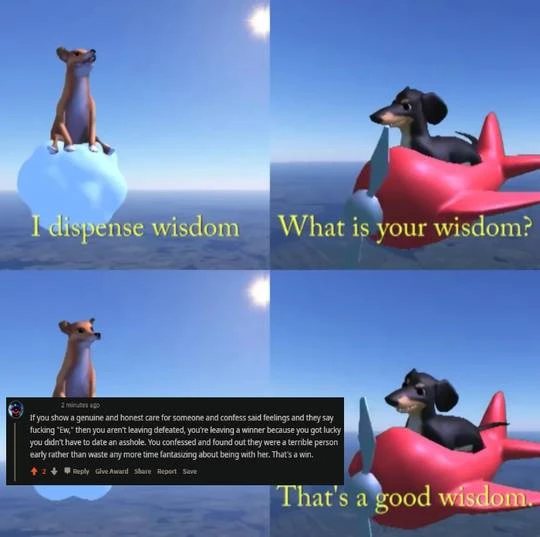 I dispense wisdom
What is your wisdom?
2 minutes ago
If you show a genuine and honest care for someone and confess said feelings and they say
fucking "Ew," then you aren't leaving defeated, you're leaving a winner because you got lucky
you didn't have to date an asshole. You confessed and found out they were a terrible person
early rather than waste any more time fantasizing about being with her. That's a win.
2 Reply Give Award Share Report Save
That's a good wisdom.